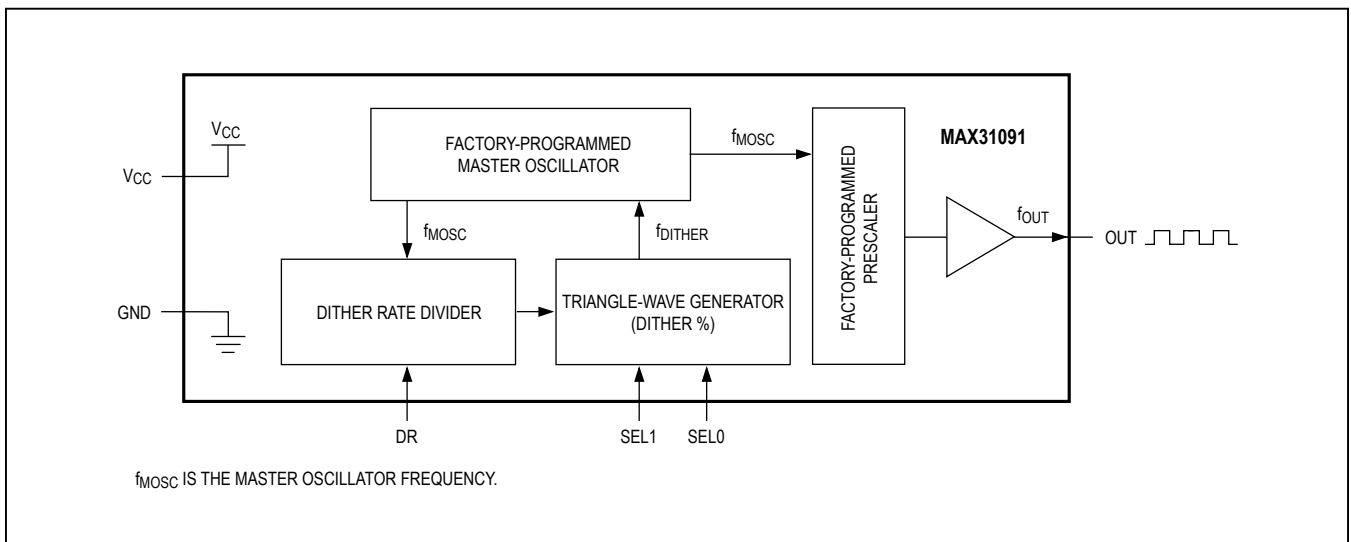 VCC
VCC
GND
FACTORY-PROGRAMMED
MASTER OSCILLATOR
fMOSC
fMOSC
fDITHER
DITHER RATE DIVIDER
TRIANGLE-WAVE GENERATOR
(DITHER %)
FACTORY-PROGRAMMED
PRESCALER
MAX31091
fOUT
OUT
DR
SEL1
SEL0
fMOSC IS THE MASTER OSCILLATOR FREQUENCY.